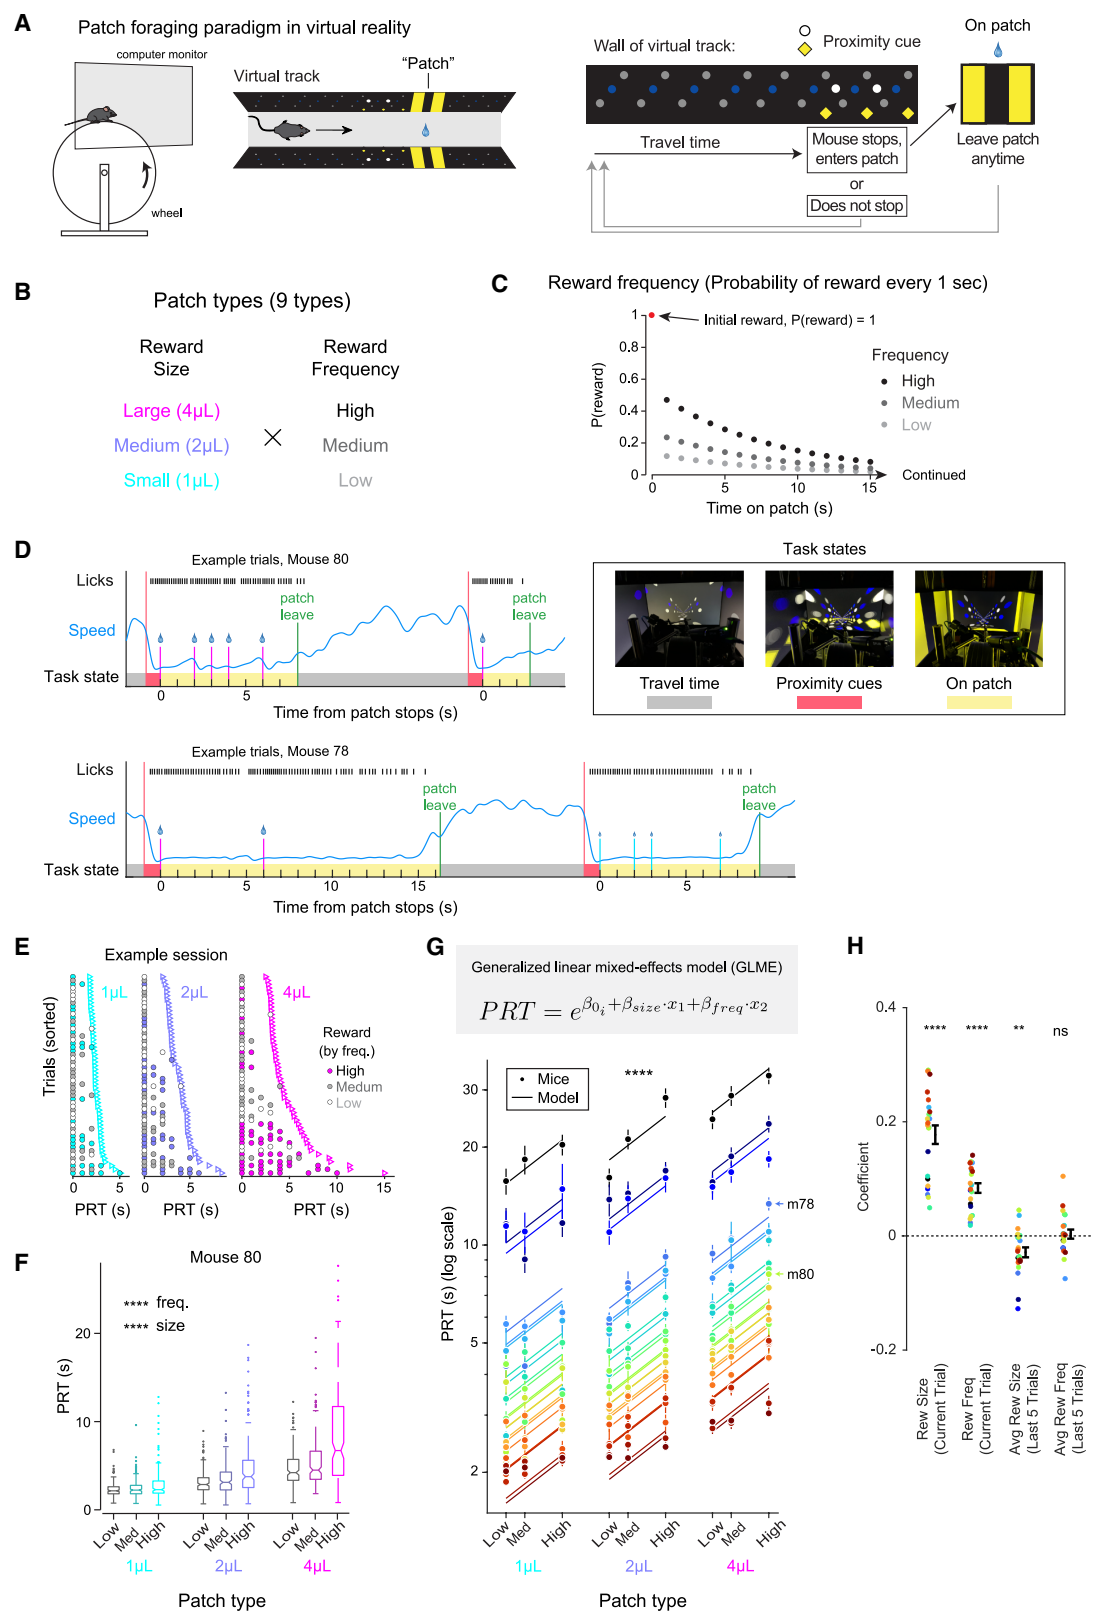 A
Patch foraging paradigm in virtual reality
computer monitor
wheel
Virtual track
“Patch”
Wall of virtual track:
Proximity cue
On patch
Travel time
Mouse stops,
enters patch
or
Does not stop
Leave patch
anytime
B
Patch types (9 types)
Reward
Size
Reward
Frequency
Large (4µL)
High
Medium (2µL)
×
Medium
Small (1µL)
Low
C
Reward frequency (Probability of reward every 1 sec)
Initial reward, P(reward) = 1
P(reward)
1
0.8
0.6
0.4
0.2
0
Frequency
High
Medium
Low
Continued
0
5
10
15
Time on patch (s)
D
Example trials, Mouse 80
Licks
Speed
Task state
patch
leave
patch
leave
0
5
0
Time from patch stops (s)
Task states
Travel time
Proximity cues
On patch
Example trials, Mouse 78
Licks
Speed
Task state
patch
leave
patch
leave
0
5
10
15
0
5
Time from patch stops (s)
E
Example session
Trials (sorted)
1µL
2µL
4µL
Reward
(by freq.)
High
Medium
Low
0
5
0
5
0
5
10
15
PRT (s)
PRT (s)
PRT (s)
F
Mouse 80
**** freq.
**** size
PRT (s)
20
10
0
Low
Med
High
Low
Med
High
Low
Med
High
1µL
2µL
4µL
Patch type
G
Generalized linear mixed-effects model (GLME)
PRT = e^{β_{0_i}+β_{size}·x_1+β_{freq}·x_2}
Mice
Model
****
PRT (s) (log scale)
30
20
10
5
2
m78
m80
Low
Med
High
Low
Med
High
Low
Med
High
1µL
2µL
4µL
Patch type
H
Coefficient
0.4
0.2
0
-0.2
****
****
**
ns
Rew Size
(Current Trial)
Rew Freq
(Current Trial)
Avg Rew Size
(Last 5 Trials)
Avg Rew Freq
(Last 5 Trials)